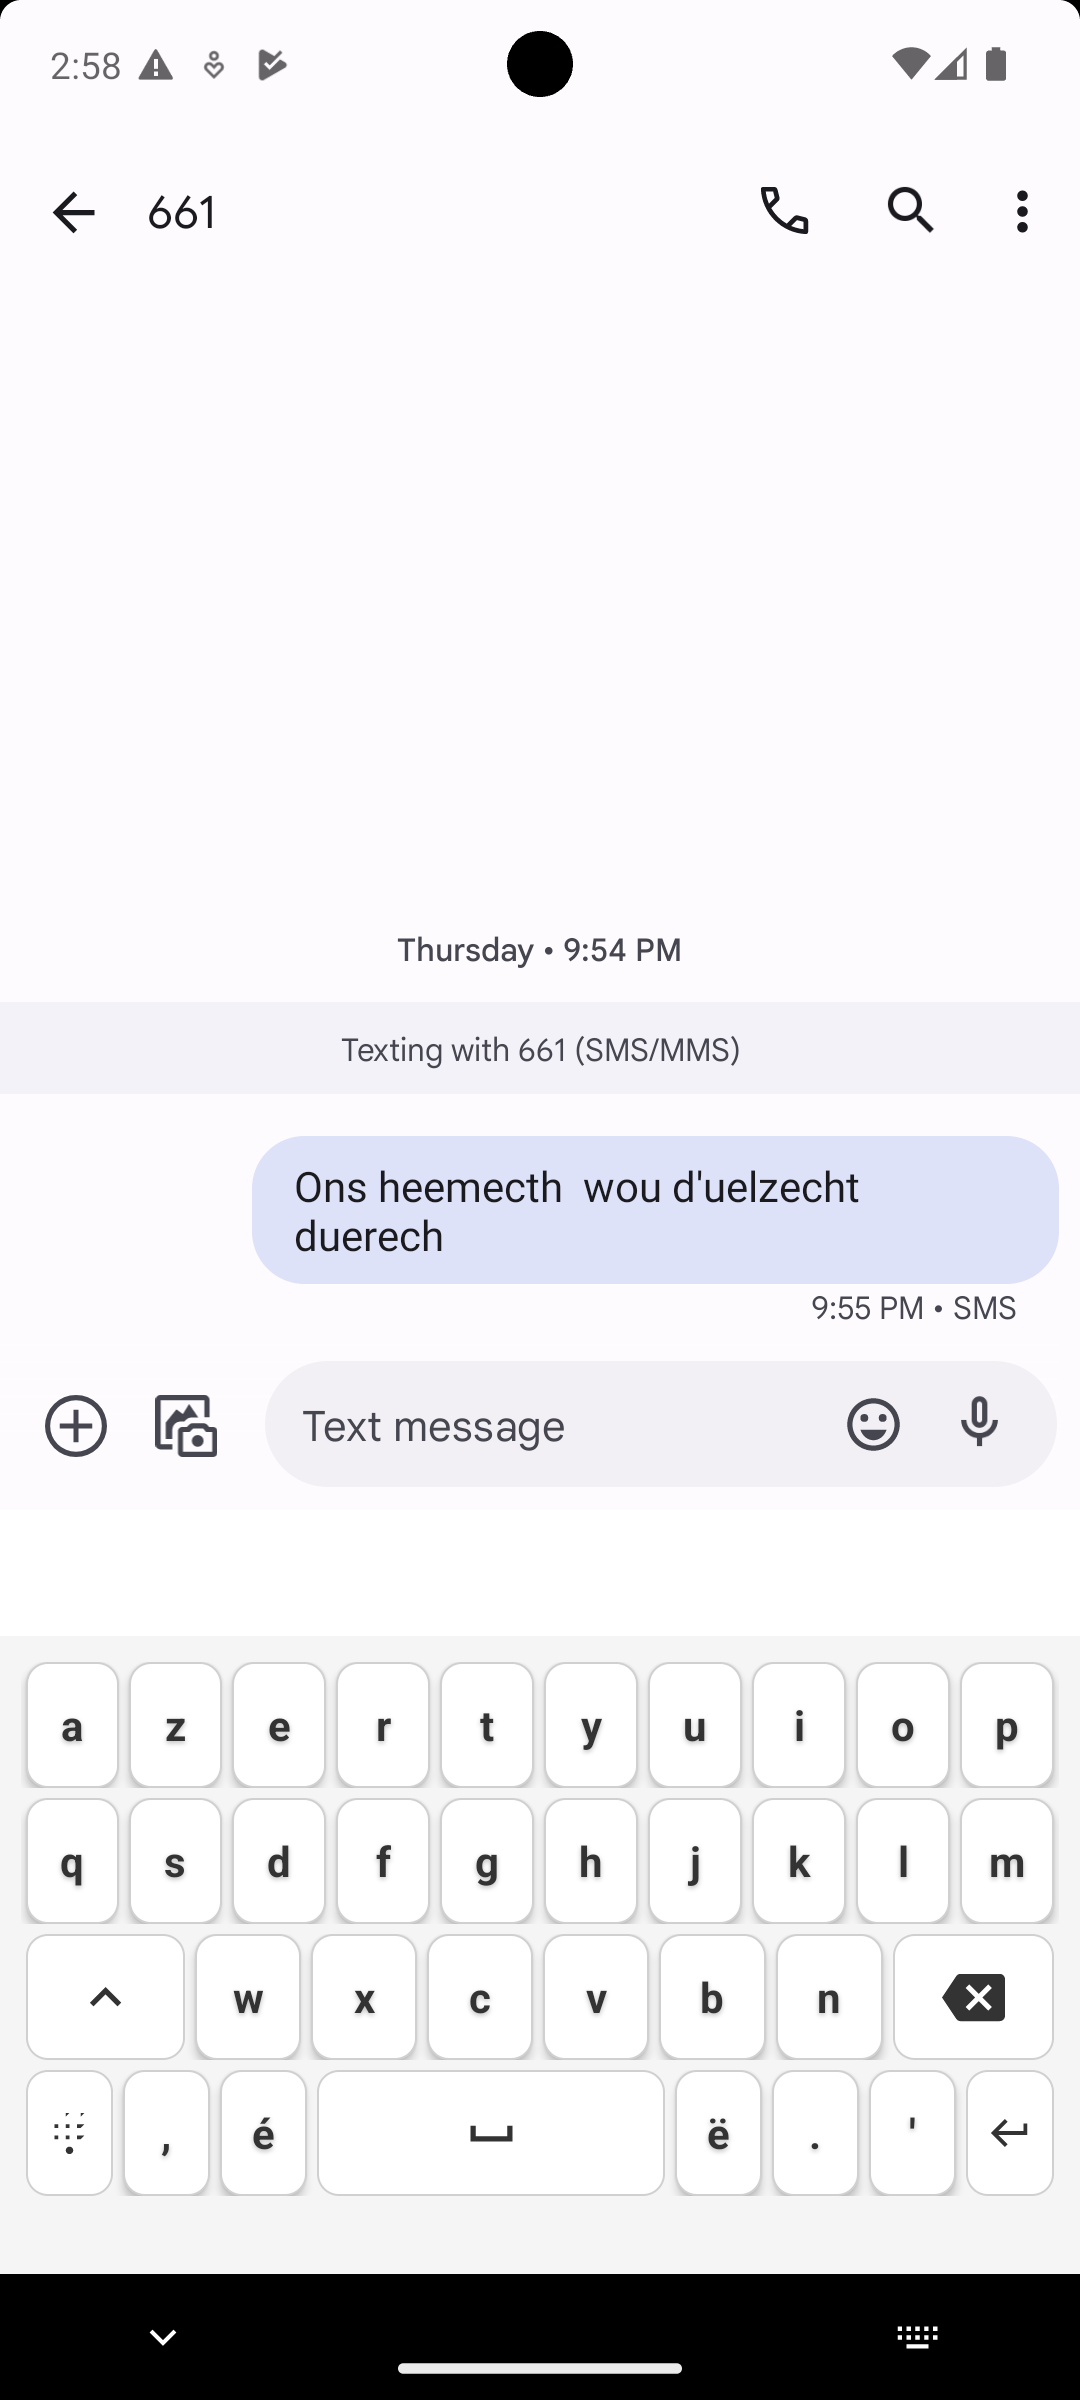 2:58
661
Thursday • 9:54 PM
Texting with 661 (SMS/MMS)
Ons heemecth  wou d'uelzecht
duerech
9:55 PM • SMS
Text message
a z e r t y u i o p
q s d f g h j k l m
w x c v b n
, é ë . '